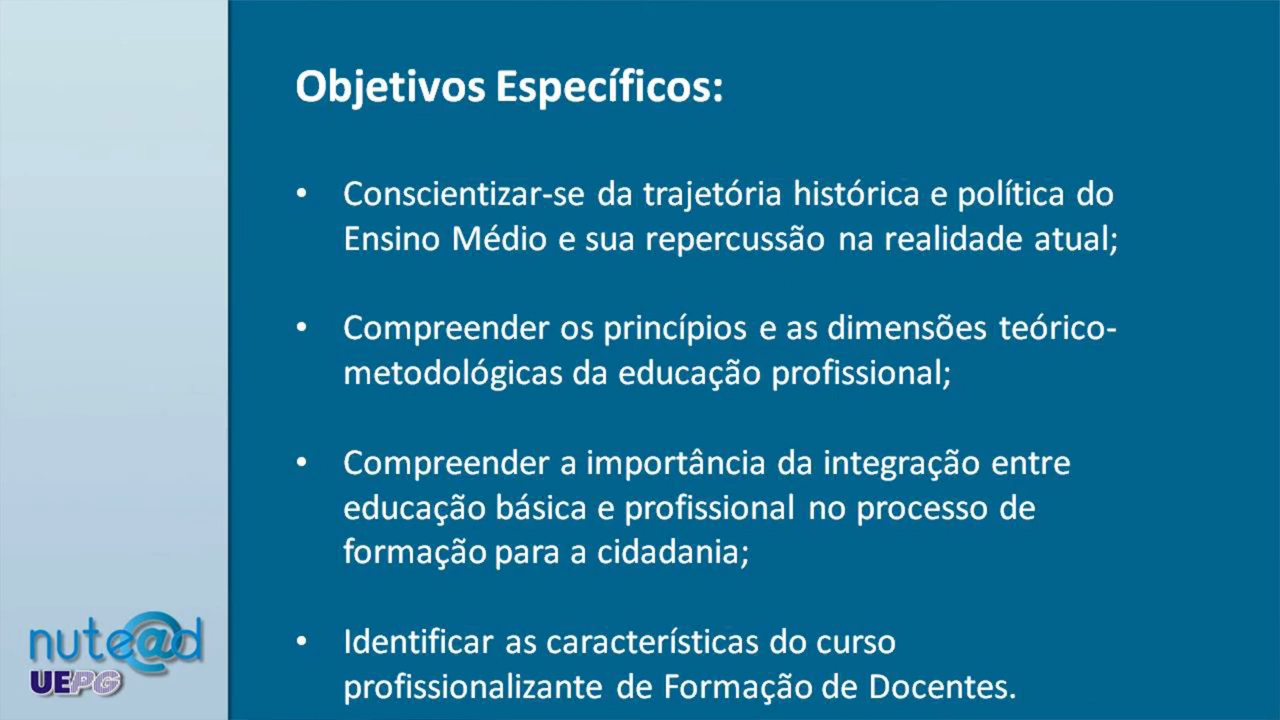 Objetivos Específicos:
• Conscientizar-se da trajetória histórica e política do
Ensino Médio e sua repercussão na realidade atual;
• Compreender os princípios e as dimensões teórico-
metodológicas da educação profissional;
• Compreender a importância da integração entre
educação básica e profissional no processo de
formação para a cidadania;
• Identificar as características do curso
profissionalizante de Formação de Docentes.
nute@d
UEPG